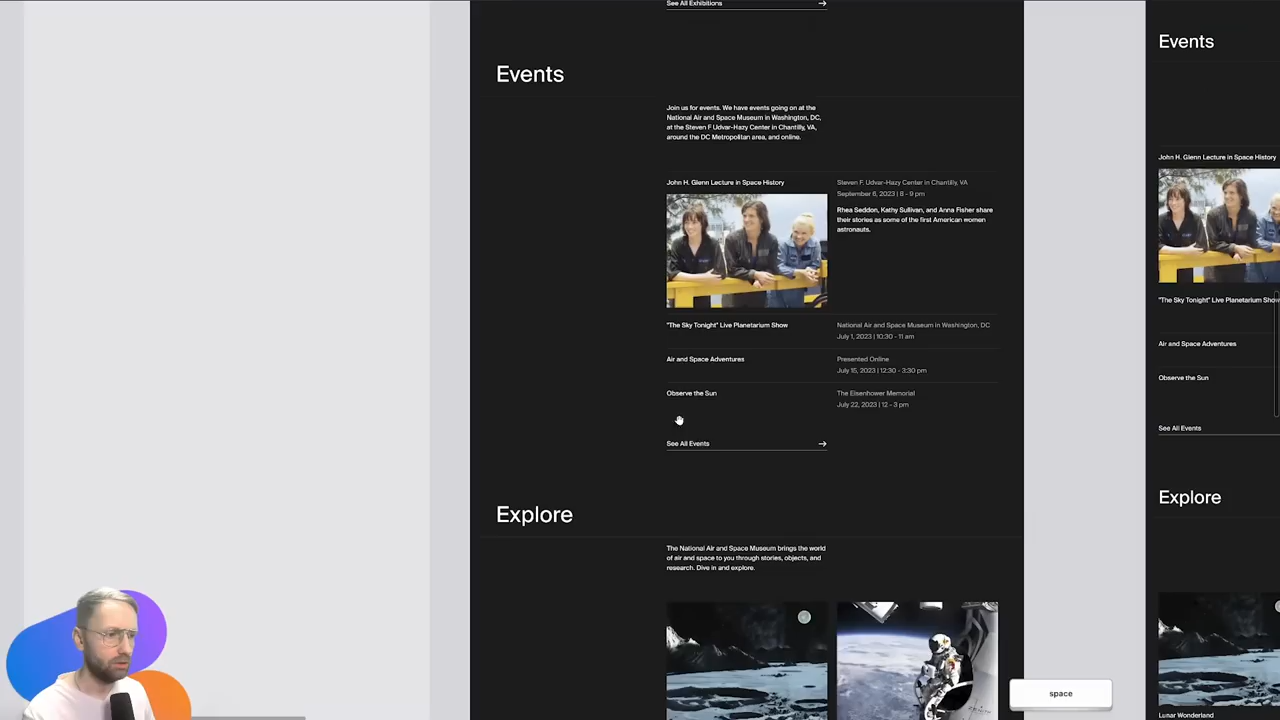 See All Exhibitions
Events
Join us for events. We have events going on at the
National Air and Space Museum in Washington, DC,
at the Steven F Udvar-Hazy Center in Chantilly, VA,
around the DC Metropolitan area, and online.
John H. Glenn Lecture in Space History
Steven F. Udvar-Hazy Center in Chantilly, VA
September 6, 2023 | 8 - 9 pm
Rhea Seddon, Kathy Sullivan, and Anna Fisher share
their stories as some of the first American women
astronauts.
"The Sky Tonight" Live Planetarium Show
National Air and Space Museum in Washington, DC
July 1, 2023 | 10:30 - 11 am
Air and Space Adventures
Presented Online
July 15, 2023 | 12:30 - 3:30 pm
Observe the Sun
The Eisenhower Memorial
July 22, 2023 | 12 - 3 pm
See All Events
Explore
The National Air and Space Museum brings the world
of air and space to you through stories, objects, and
research. Dive in and explore.
Events
John H. Glenn Lecture in Space History
"The Sky Tonight" Live Planetarium Show
Air and Space Adventures
Observe the Sun
See All Events
Explore
Lunar Wonderland
space